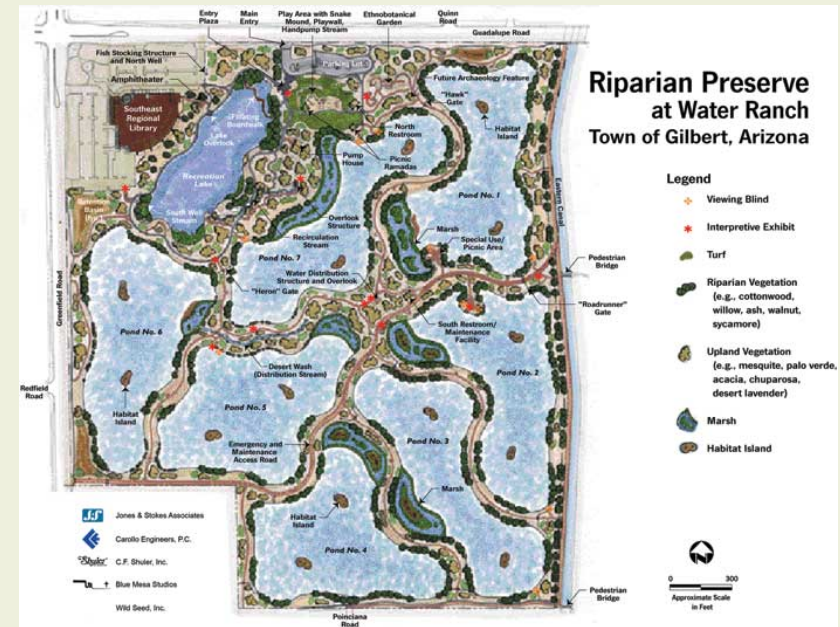 Entry
Plaza
Main
Entry
Play Area with Snake
Mound, Playwall,
Handpump Stream
Ethnobotanical
Garden
Quinn
Road
Guadalupe Road
Fish Stocking Structure
and North Well
Amphitheater
Parking Lot
Future Archaeology Feature
"Hawk"
Gate
Southeast
Regional
Library
Floating
Boardwalk
Lake
Overlook
North
Restroom
Habitat
Island
Picnic
Ramadas
Pump
House
Recreation
Lake
Pond No. 1
Eastern Canal
South Well
Stream
Overlook
Structure
Marsh
Special Use/
Picnic Area
Recirculation
Stream
Pond No. 7
Pedestrian
Bridge
Greenfield Road
Water Distribution
Structure and Overlook
"Heron" Gate
"Roadrunner"
Gate
Pond No. 6
South Restroom/
Maintenance
Facility
Desert Wash
(Distribution Stream)
Pond No. 2
Redfield
Road
Habitat
Island
Pond No. 5
Pond No. 3
Emergency and
Maintenance
Access Road
Marsh
Habitat
Island
Pond No. 4
Pedestrian
Bridge
Poinciana
Road
Riparian Preserve
at Water Ranch
Town of Gilbert, Arizona
Legend
Viewing Blind
Interpretive Exhibit
Turf
Riparian Vegetation
(e.g., cottonwood,
willow, ash, walnut,
sycamore)
Upland Vegetation
(e.g., mesquite, palo verde,
acacia, chuparosa,
desert lavender)
Marsh
Habitat Island
0 300
Approximate Scale
in Feet
J&S Jones & Stokes Associates
Carollo Engineers, P.C.
Shuler C.F. Shuler, Inc.
Blue Mesa Studios
Wild Seed, Inc.